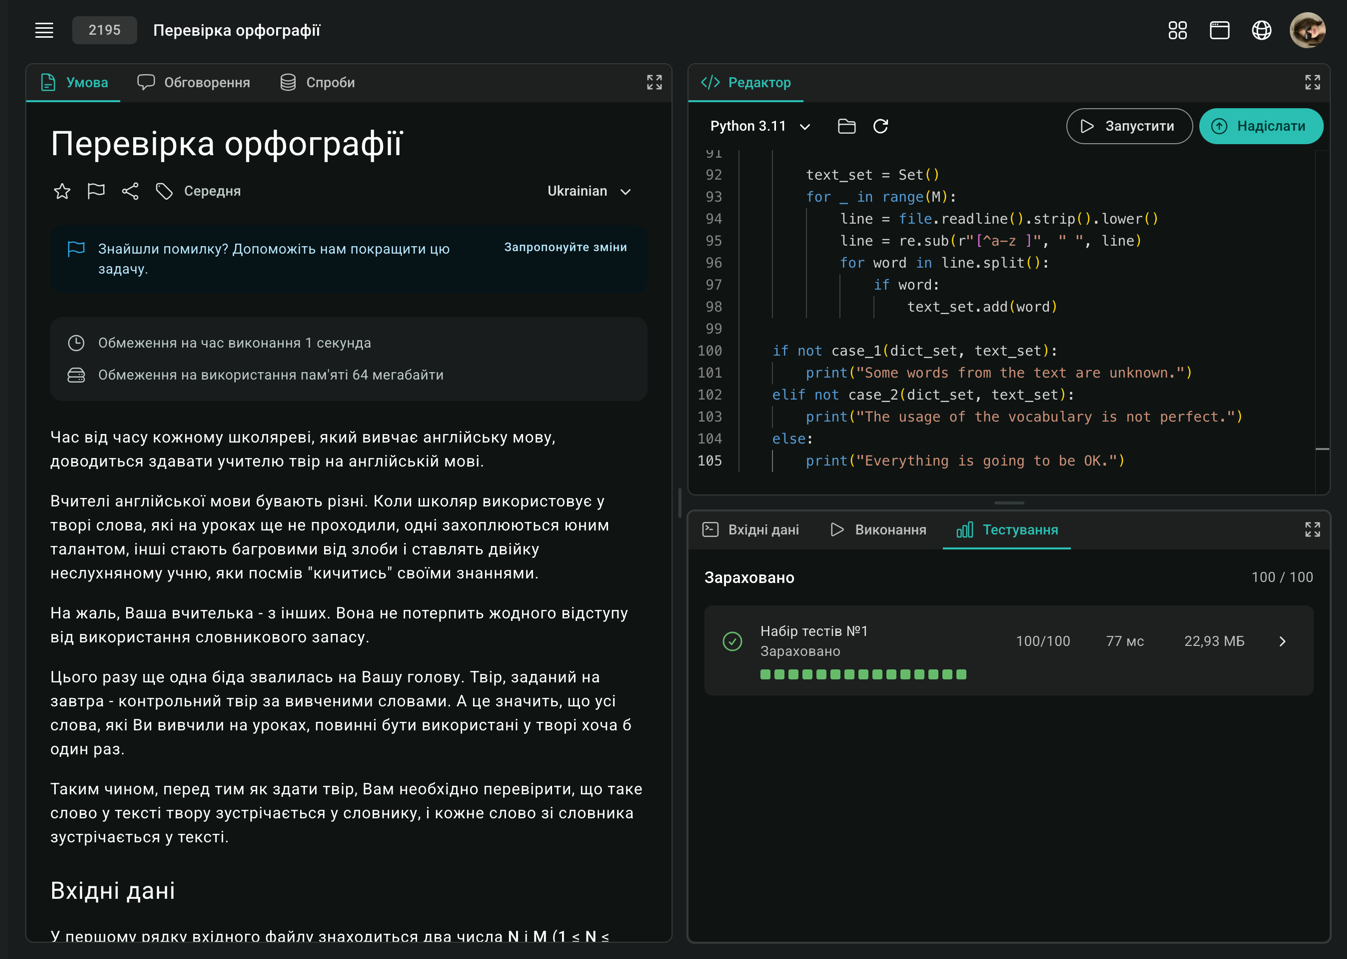 2195
Перевірка орфографії
Умова
Обговорення
Спроби
Перевірка орфографії
Середня
Ukrainian
Знайшли помилку? Допоможіть нам покращити цю
задачу.
Запропонуйте зміни
Обмеження на час виконання 1 секунда
Обмеження на використання пам'яті 64 мегабайти
Час від часу кожному школяреві, який вивчає англійську мову,
доводиться здавати учителю твір на англійській мові.
Вчителі англійської мови бувають різні. Коли школяр використовує у
творі слова, які на уроках ще не проходили, одні захоплюються юним
талантом, інші стають багровими від злоби і ставлять двійку
неслухняному учню, яки посмів "кичитись" своїми знаннями.
На жаль, Ваша вчителька - з інших. Вона не потерпить жодного відступу
від використання словникового запасу.
Цього разу ще одна біда звалилась на Вашу голову. Твір, заданий на
завтра - контрольний твір за вивченими словами. А це значить, що усі
слова, які Ви вивчили на уроках, повинні бути використані у творі хоча б
один раз.
Таким чином, перед тим як здати твір, Вам необхідно перевірити, що таке
слово у тексті твору зустрічається у словнику, і кожне слово зі словника
зустрічається у тексті.
Вхідні дані
У першому рядку вхідного файлу знаходиться два числа N і M (1 ≤ N ≤
Редактор
Python 3.11
Запустити
Надіслати
91
92 text_set = Set()
93 for _ in range(M):
94 line = file.readline().strip().lower()
95 line = re.sub(r"[^a-z ]", " ", line)
96 for word in line.split():
97 if word:
98 text_set.add(word)
99
100 if not case_1(dict_set, text_set):
101 print("Some words from the text are unknown.")
102 elif not case_2(dict_set, text_set):
103 print("The usage of the vocabulary is not perfect.")
104 else:
105 print("Everything is going to be OK.")
Вхідні дані
Виконання
Тестування
Зараховано
100 / 100
Набір тестів №1
Зараховано
100/100
77 мс
22,93 МБ